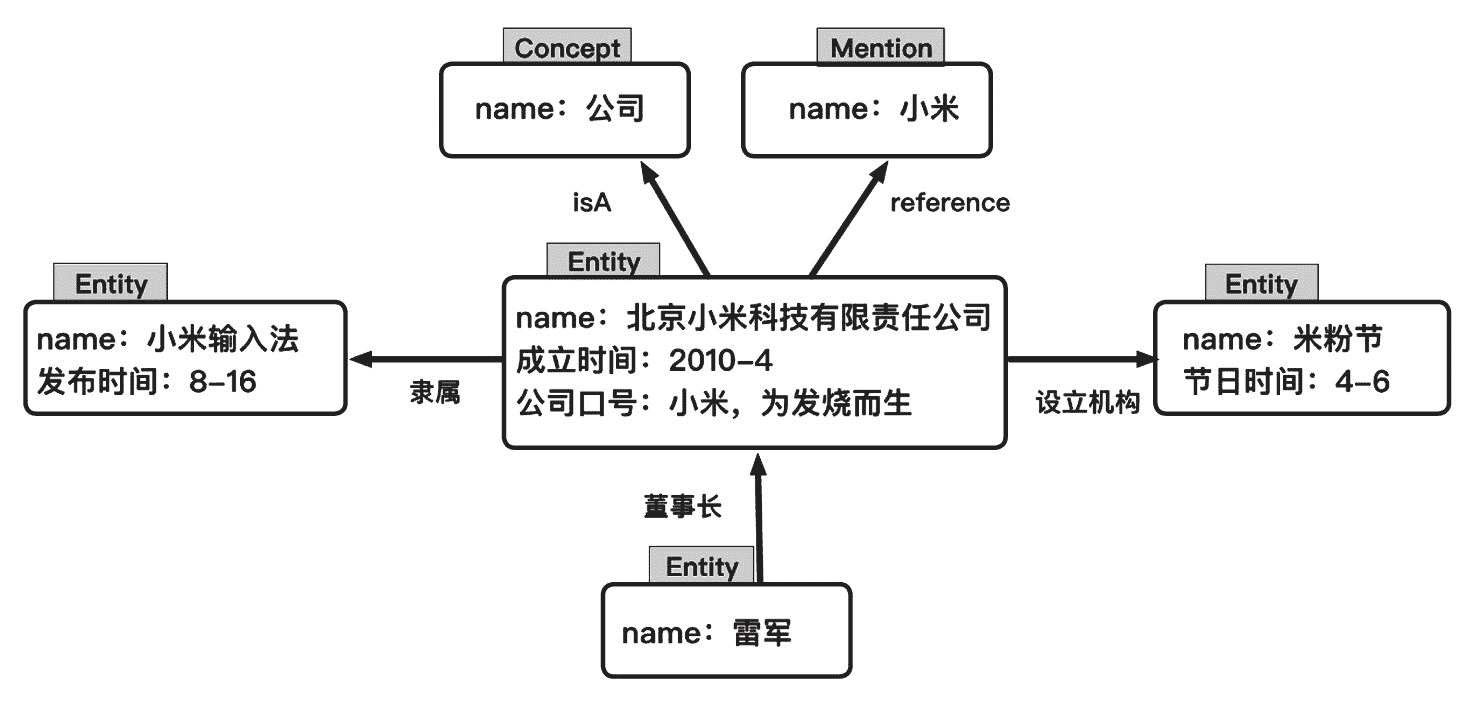 Concept
name：公司
Mention
name：小米
isA
reference
Entity
name：小米输入法
发布时间：8-16
隶属
Entity
name：北京小米科技有限责任公司
成立时间：2010-4
公司口号：小米，为发烧而生
设立机构
Entity
name：米粉节
节日时间：4-6
董事长
Entity
name：雷军